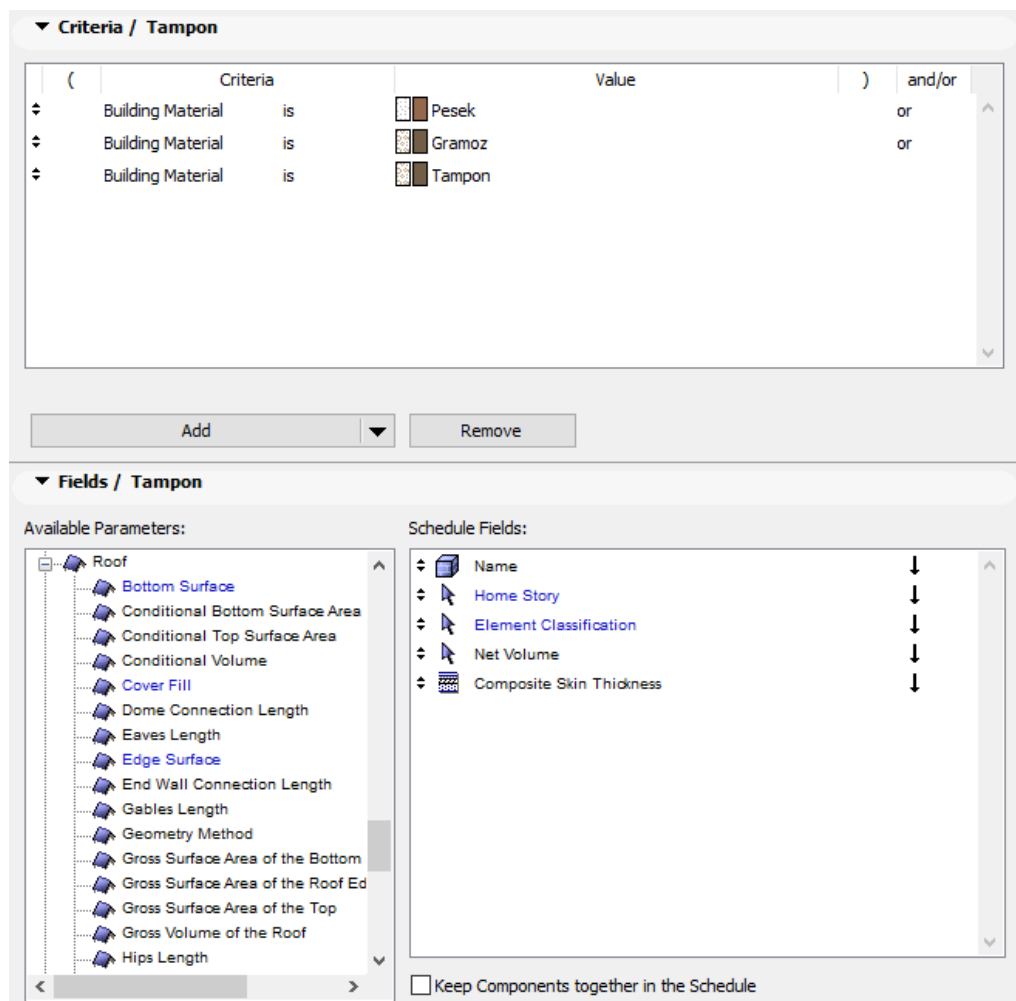 Criteria / Tampon
( Criteria Value ) and/or
Building Material is Pesek or
Building Material is Gramoz or
Building Material is Tampon
Add Remove
Fields / Tampon
Available Parameters:
Roof
Bottom Surface
Conditional Bottom Surface Area
Conditional Top Surface Area
Conditional Volume
Cover Fill
Dome Connection Length
Eaves Length
Edge Surface
End Wall Connection Length
Gables Length
Geometry Method
Gross Surface Area of the Bottom
Gross Surface Area of the Roof Ed
Gross Surface Area of the Top
Gross Volume of the Roof
Hips Length
Schedule Fields:
Name
Home Story
Element Classification
Net Volume
Composite Skin Thickness
Keep Components together in the Schedule